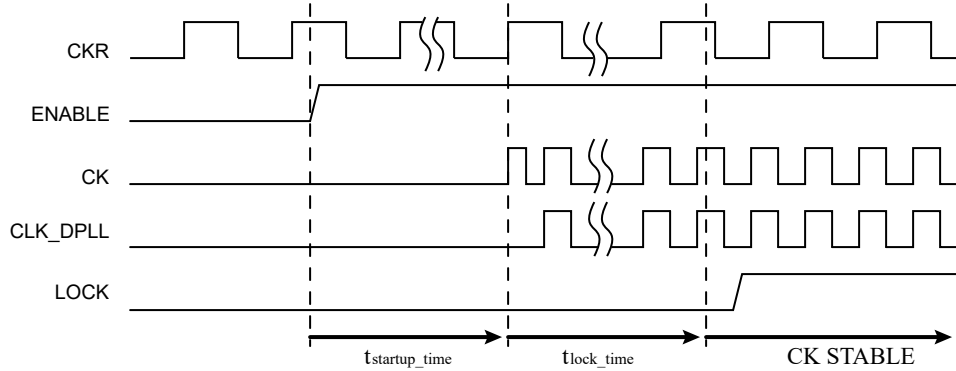 CKR
ENABLE
CK
CLK_DPLL
LOCK
tstartup_time
tlock_time
CK STABLE